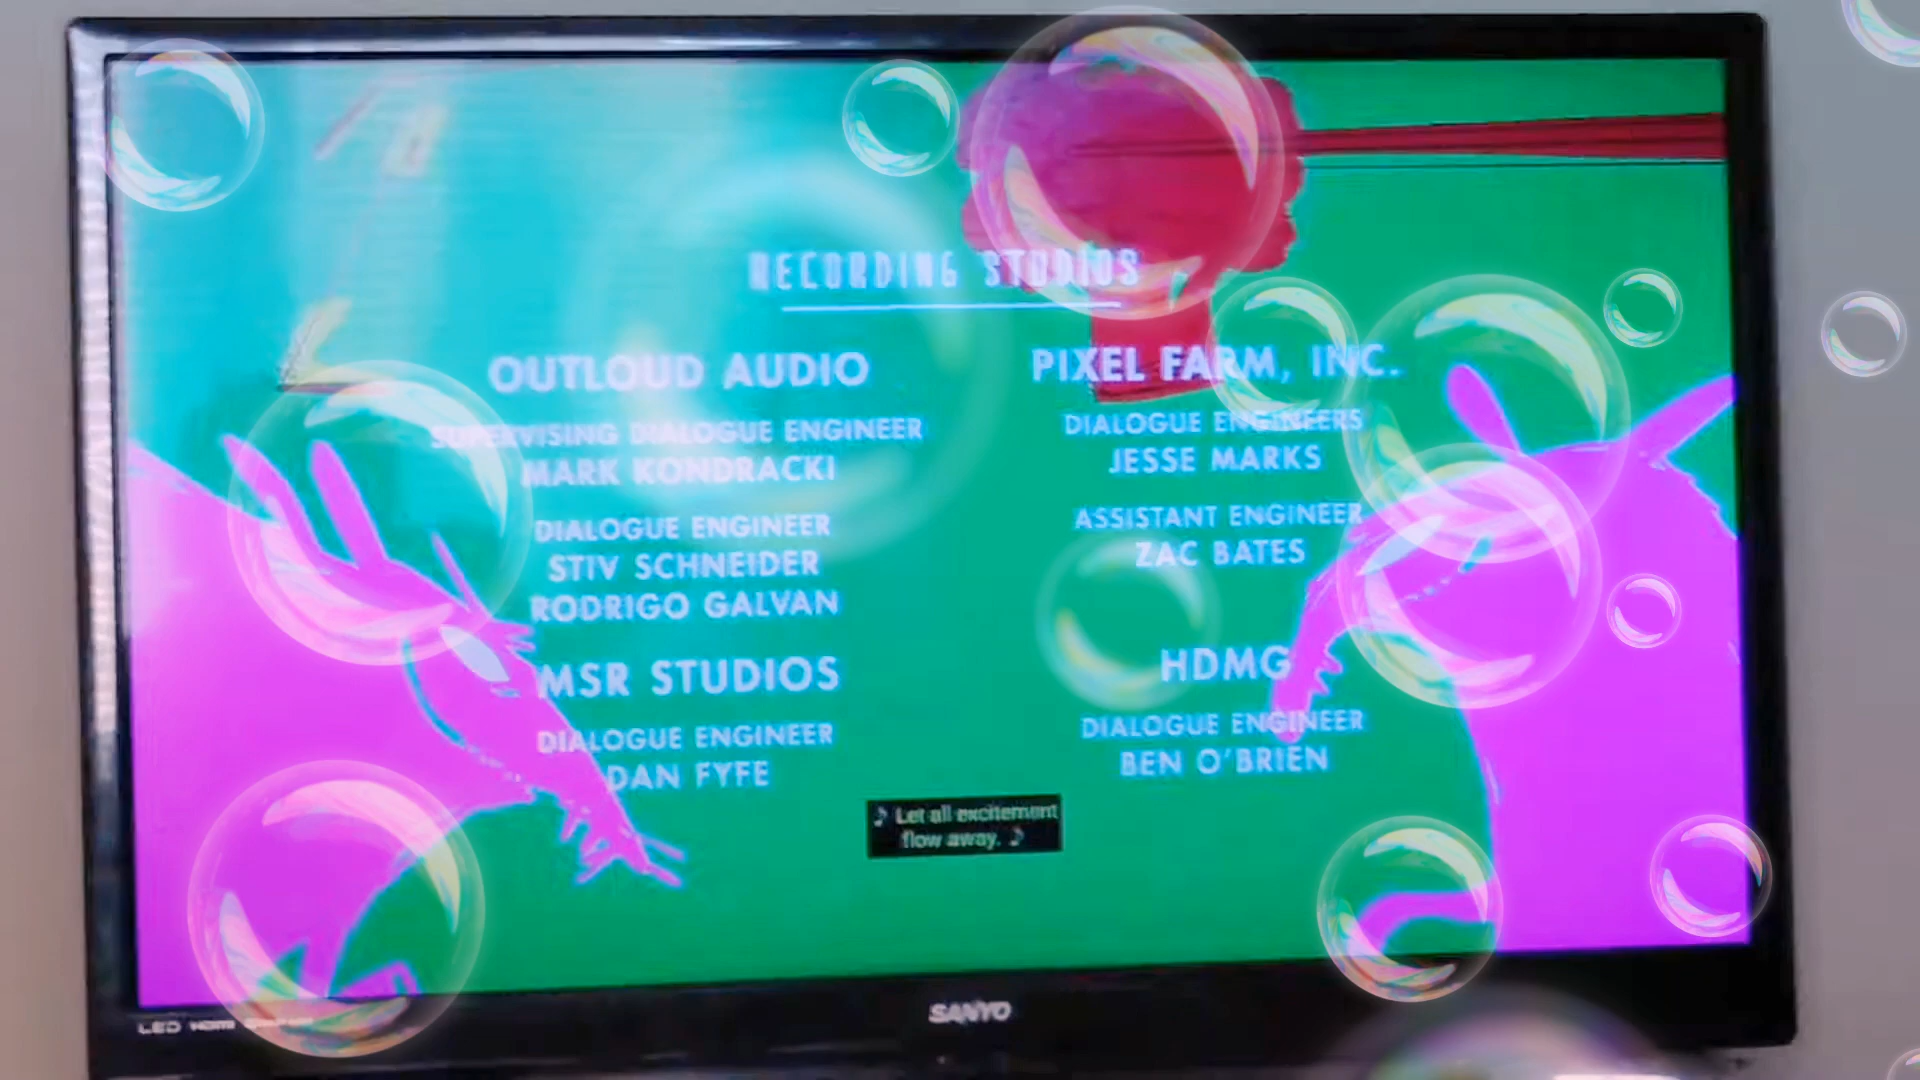 RECORDING STUDIOS
OUTLOUD AUDIO
SUPERVISING DIALOGUE ENGINEER
MARK KONDRACKI
DIALOGUE ENGINEER
STIV SCHNEIDER
RODRIGO GALVAN
MSR STUDIOS
DIALOGUE ENGINEER
DAN FYFE
PIXEL FARM, INC.
DIALOGUE ENGINEERS
JESSE MARKS
ASSISTANT ENGINEER
ZAC BATES
HDMG
DIALOGUE ENGINEER
BEN O'BRIEN
♪ Let all excitement
flow away. ♪
LED HDMI
SANYO